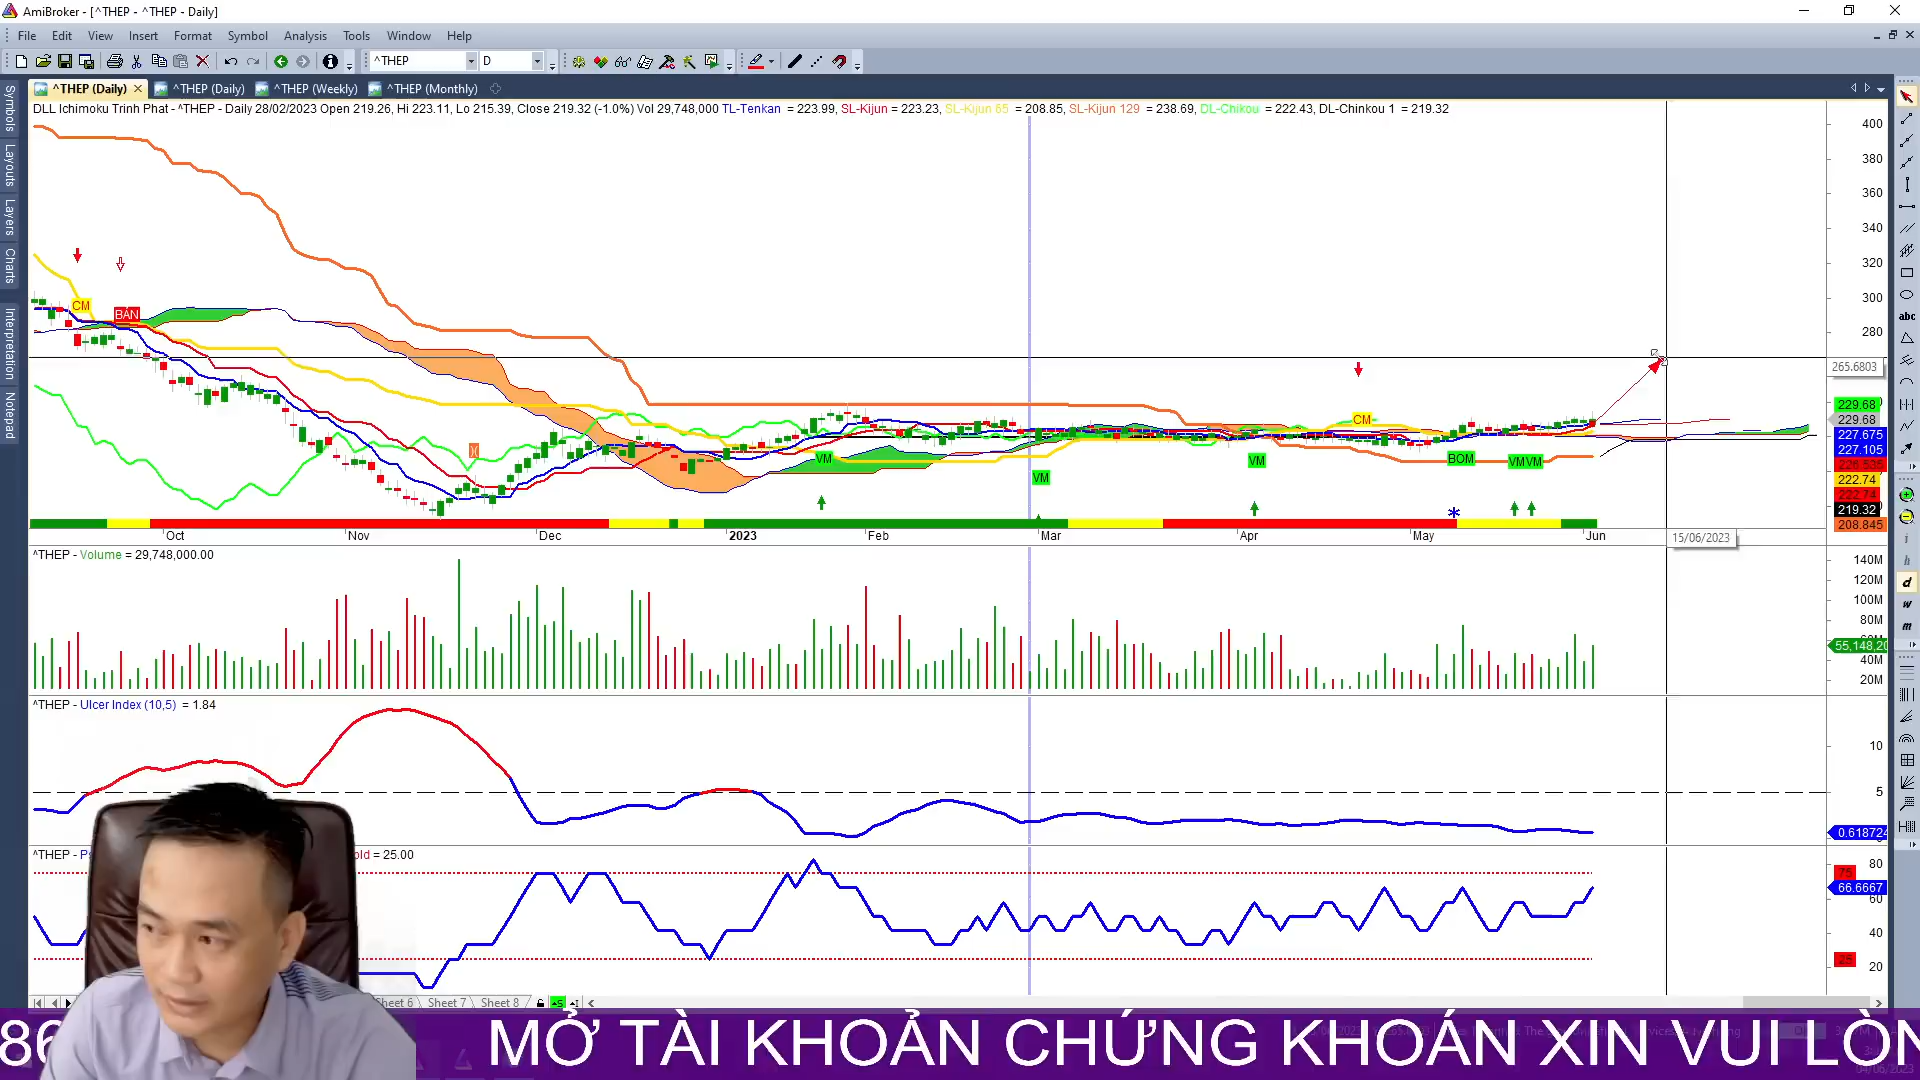 AmiBroker - [^THEP - ^THEP - Daily]
File Edit View Insert Format Symbol Analysis Tools Window Help
^THEP D
^THEP (Daily) ^THEP (Daily) ^THEP (Weekly) ^THEP (Monthly)
DLL Ichimoku Trinh Phat - ^THEP - Daily 28/02/2023 Open 219.26, Hi 223.11, Lo 215.39, Close 219.32 (-1.0%) Vol 29,748,000 TL-Tenkan = 223.99, SL-Kijun = 223.23, SL-Kijun 65 = 208.85, SL-Kijun 129 = 238.69, DL-Chikou = 222.43, DL-Chinkou 1 = 219.32
Symbols
Layouts
Layers
Charts
Interpretation
Notepad
400
380
360
340
320
300
280
265.6803
229.68
229.68
227.675
227.105
222.74
222.74
219.32
208.845
CM
BAN
VM
VM
VM
CM
BOM
VMVM
abc
Oct Nov Dec 2023 Feb Mar Apr May Jun 15/06/2023
^THEP - Volume = 29,748,000.00
140M
120M
100M
80M
55,148,20
40M
20M
^THEP - Ulcer Index (10,5) = 1.84
10
5
0.618724
^THEP - P
old = 25.00
80
75
66.6667
60
40
25
20
Sheet 6 Sheet 7 Sheet 8
MỞ TÀI KHOẢN CHỨNG KHOÁN XIN VUI LÒN